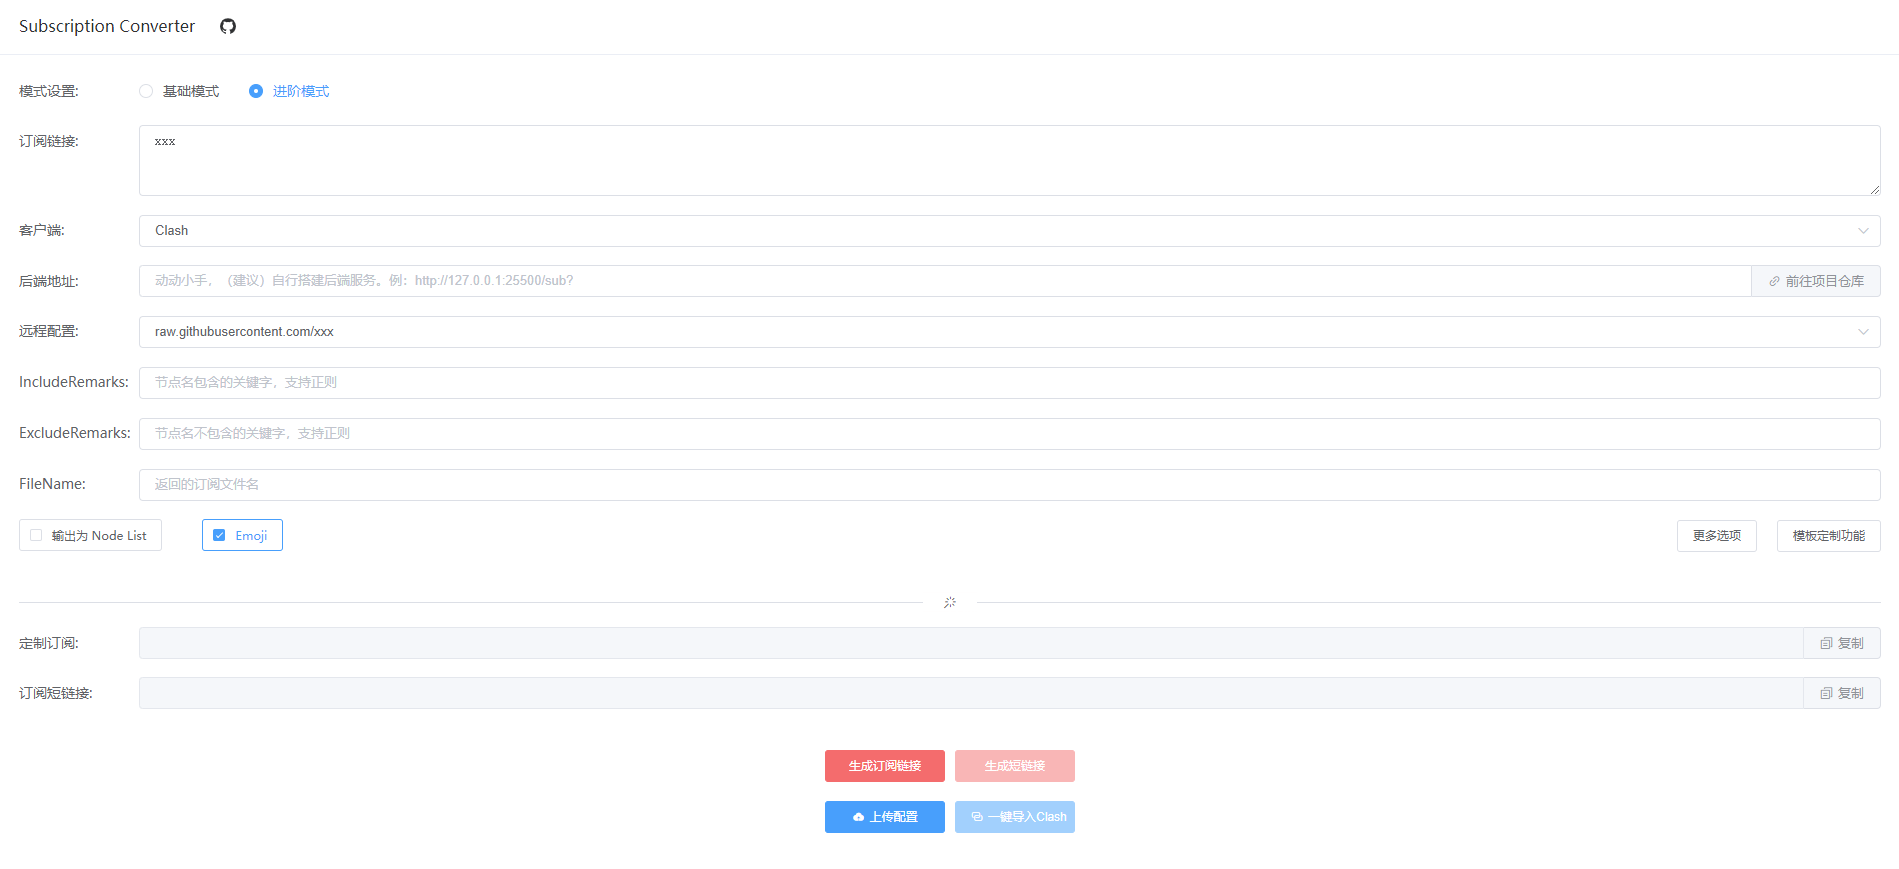 Subscription Converter
模式设置: 基础模式 进阶模式
订阅链接: xxx
客户端: Clash
后端地址: 动动小手，（建议）自行搭建后端服务。例：http://127.0.0.1:25500/sub? 前往项目仓库
远程配置: raw.githubusercontent.com/xxx
IncludeRemarks: 节点名包含的关键字，支持正则
ExcludeRemarks: 节点名不包含的关键字，支持正则
FileName: 返回的订阅文件名
输出为 Node List Emoji 更多选项 模板定制功能
定制订阅: 复制
订阅短链接: 复制
生成订阅链接 生成短链接
上传配置 一键导入Clash